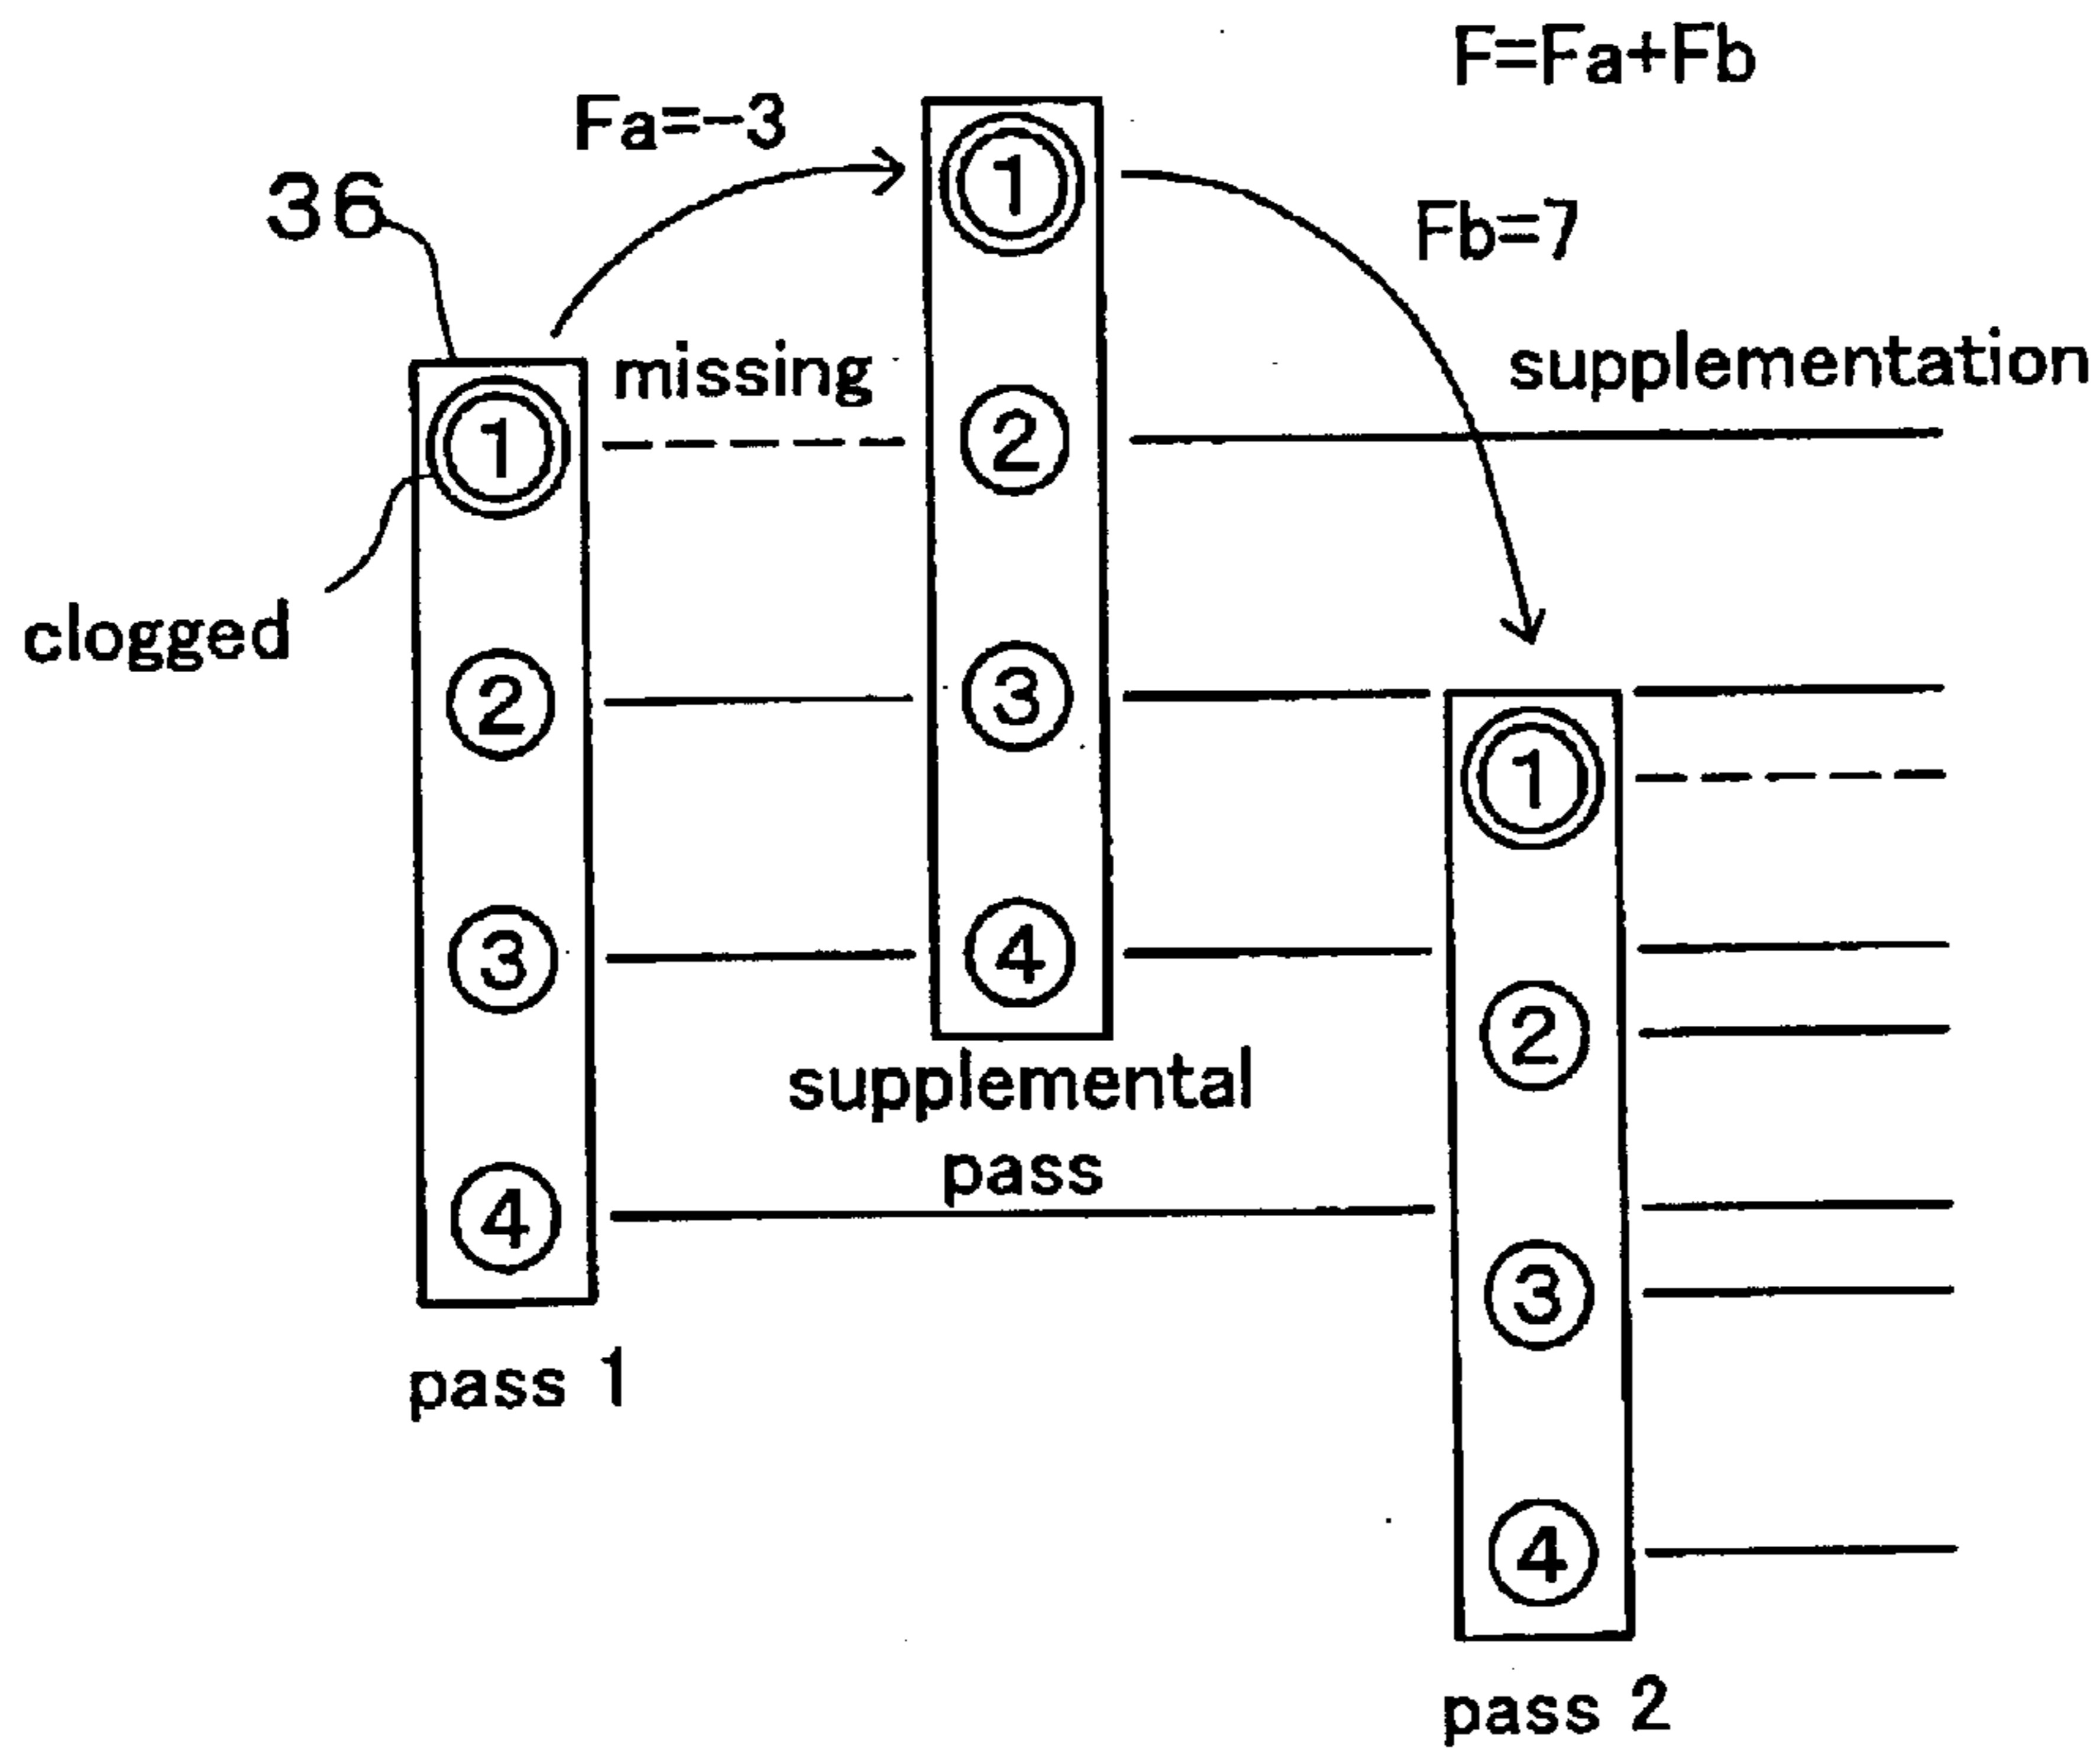 F=Fa+Fb
Fa=-3
36
①
Fb=7
missing
supplementation
①
②
clogged
②
③
①
③
④
②
supplemental
pass
④
③
pass 1
④
pass 2